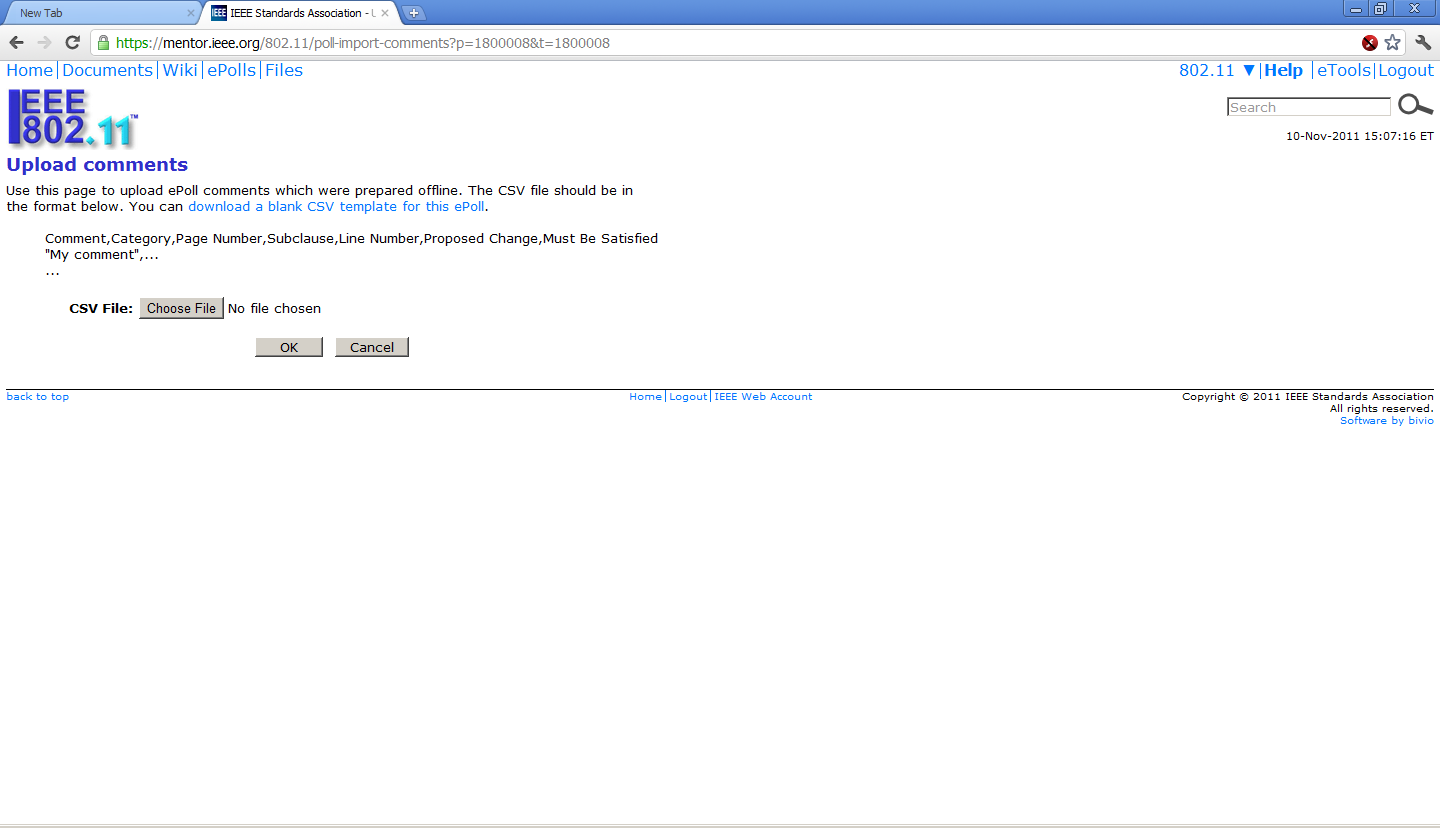 New Tab
IEEE IEEE Standards Association - U
https://mentor.ieee.org/802.11/poll-import-comments?p=1800008&t=1800008
Home Documents Wiki ePolls Files
802.11 ▼ Help eTools Logout
IEEE
802.11™
Search
10-Nov-2011 15:07:16 ET
Upload comments
Use this page to upload ePoll comments which were prepared offline. The CSV file should be in
the format below. You can download a blank CSV template for this ePoll.
Comment,Category,Page Number,Subclause,Line Number,Proposed Change,Must Be Satisfied
"My comment",...
...
CSV File: Choose File No file chosen
OK Cancel
back to top
Home Logout IEEE Web Account
Copyright © 2011 IEEE Standards Association
All rights reserved.
Software by bivio